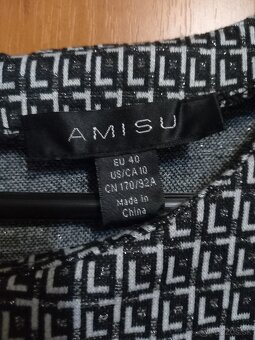 AMISU
EU 40
US/CA 10
CN 170/92A
Made in
China